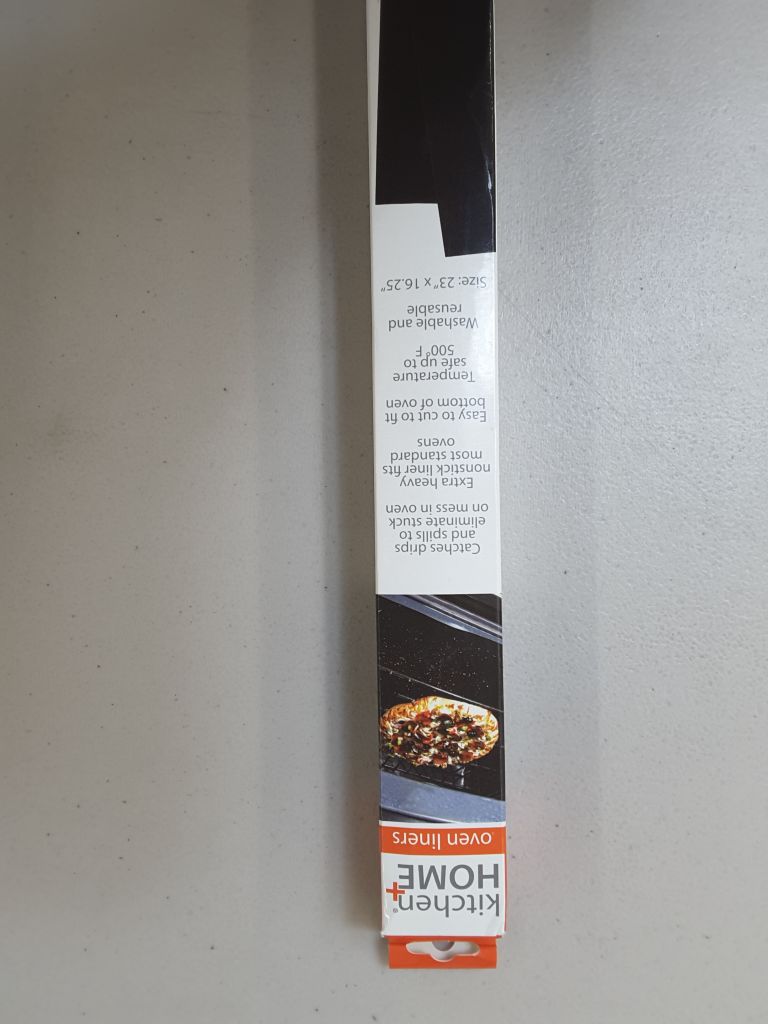 kitchen®
HOME+
oven liners
Catches drips
and spills to
eliminate stuck
on mess in oven
Extra heavy
nonstick liner fits
most standard
ovens
Easy to cut to fit
bottom of oven
Temperature
safe up to
500°F
Washable and
reusable
Size: 23" x 16.25"